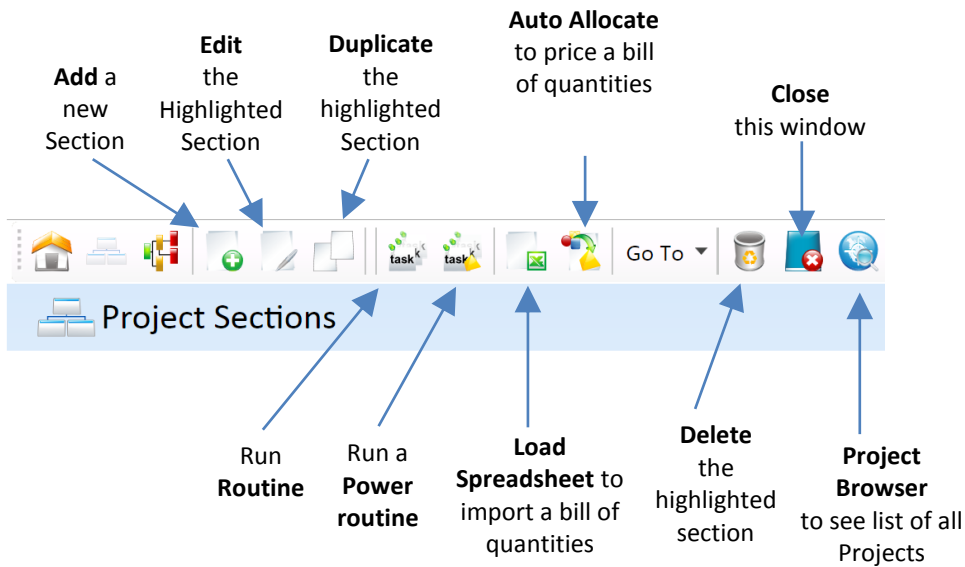 Add a
new
Section
Edit
the
Highlighted
Section
Duplicate
the
highlighted
Section
Auto Allocate
to price a bill
of quantities
Close
this window
task
task
Go To
Project Sections
Run
Routine
Run a
Power
routine
Load
Spreadsheet to
import a bill of
quantities
Delete
the
highlighted
section
Project
Browser
to see list of all
Projects